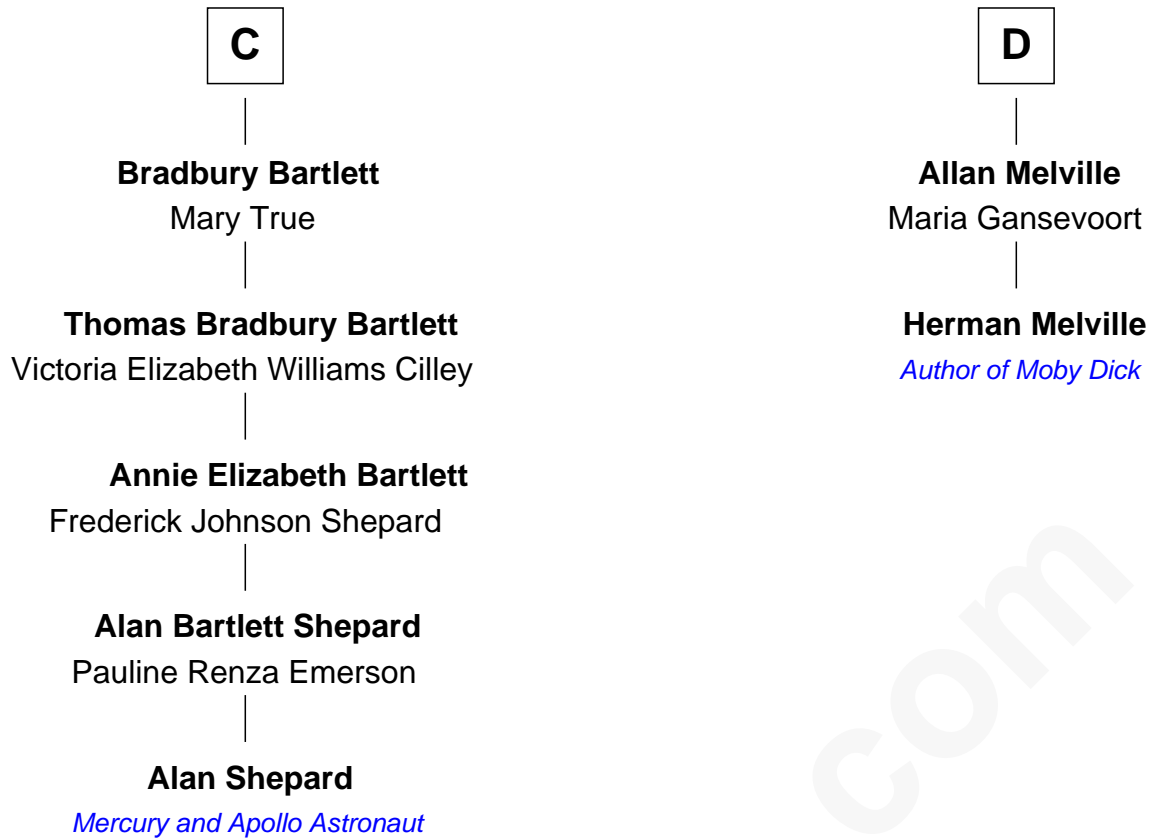 C
Bradbury Bartlett
Mary True
Thomas Bradbury Bartlett
Victoria Elizabeth Williams Cilley
Annie Elizabeth Bartlett
Frederick Johnson Shepard
Alan Bartlett Shepard
Pauline Renza Emerson
Alan Shepard
Mercury and Apollo Astronaut
D
Allan Melville
Maria Gansevoort
Herman Melville
Author of Moby Dick
com